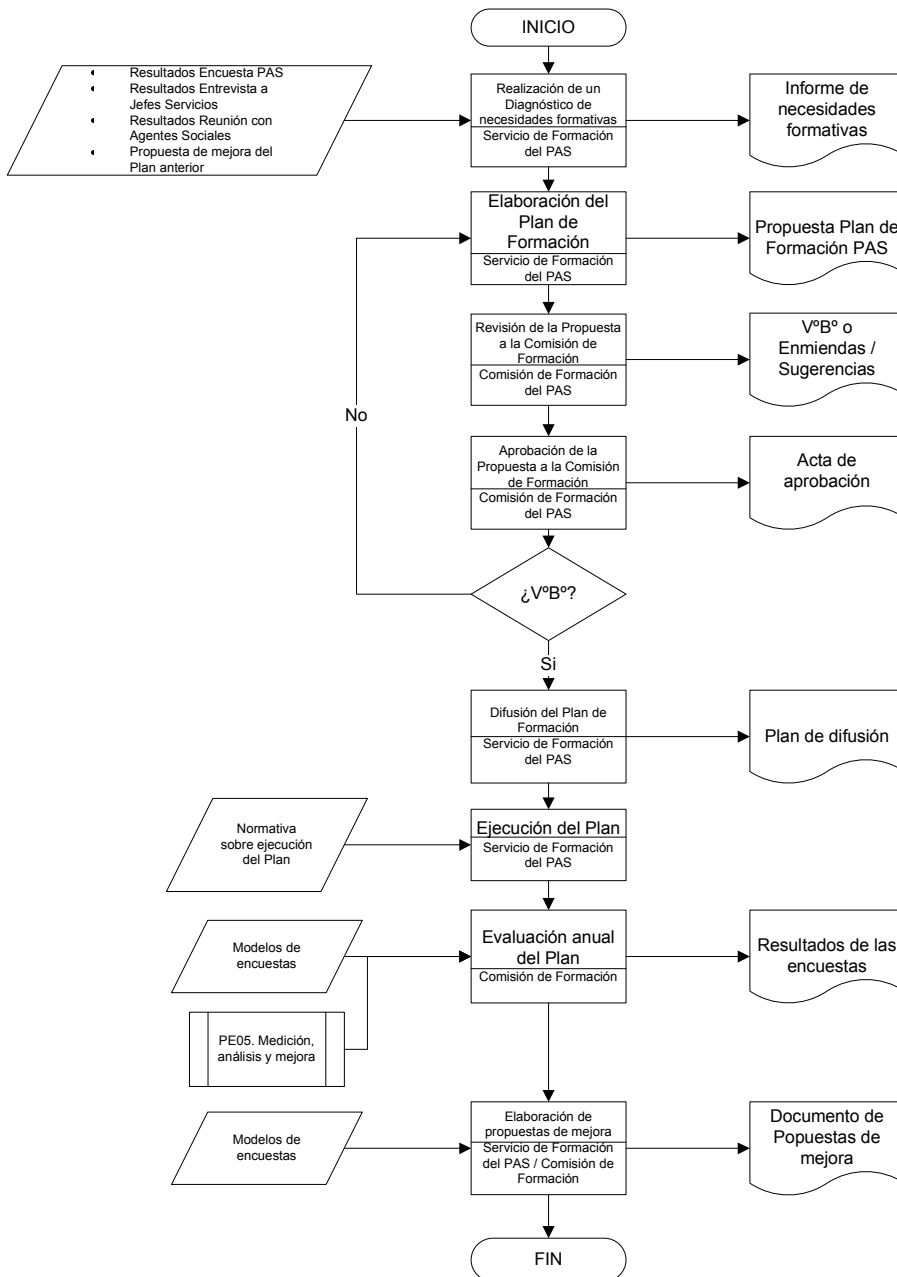 INICIO
• Resultados Encuesta PAS
• Resultados Entrevista a
Jefes Servicios
• Resultados Reunión con
Agentes Sociales
• Propuesta de mejora del
Plan anterior
Realización de un
Diagnóstico de
necesidades formativas
Servicio de Formación
del PAS
Informe de
necesidades
formativas
Elaboración del
Plan de
Formación
Servicio de Formación
del PAS
Propuesta Plan de
Formación PAS
Revisión de la Propuesta
a la Comisión de
Formación
Comisión de Formación
del PAS
VºBº o
Enmiendas /
Sugerencias
No
Aprobación de la
Propuesta a la Comisión
de Formación
Comisión de Formación
del PAS
Acta de
aprobación
¿VºBº?
Si
Difusión del Plan de
Formación
Servicio de Formación
del PAS
Plan de difusión
Normativa
sobre ejecución
del Plan
Ejecución del Plan
Servicio de Formación
del PAS
Modelos de
encuestas
Evaluación anual
del Plan
Comisión de Formación
Resultados de las
encuestas
PE05. Medición,
análisis y mejora
Modelos de
encuestas
Elaboración de
propuestas de mejora
Servicio de Formación
del PAS / Comisión de
Formación
Documento de
Popuestas de
mejora
FIN